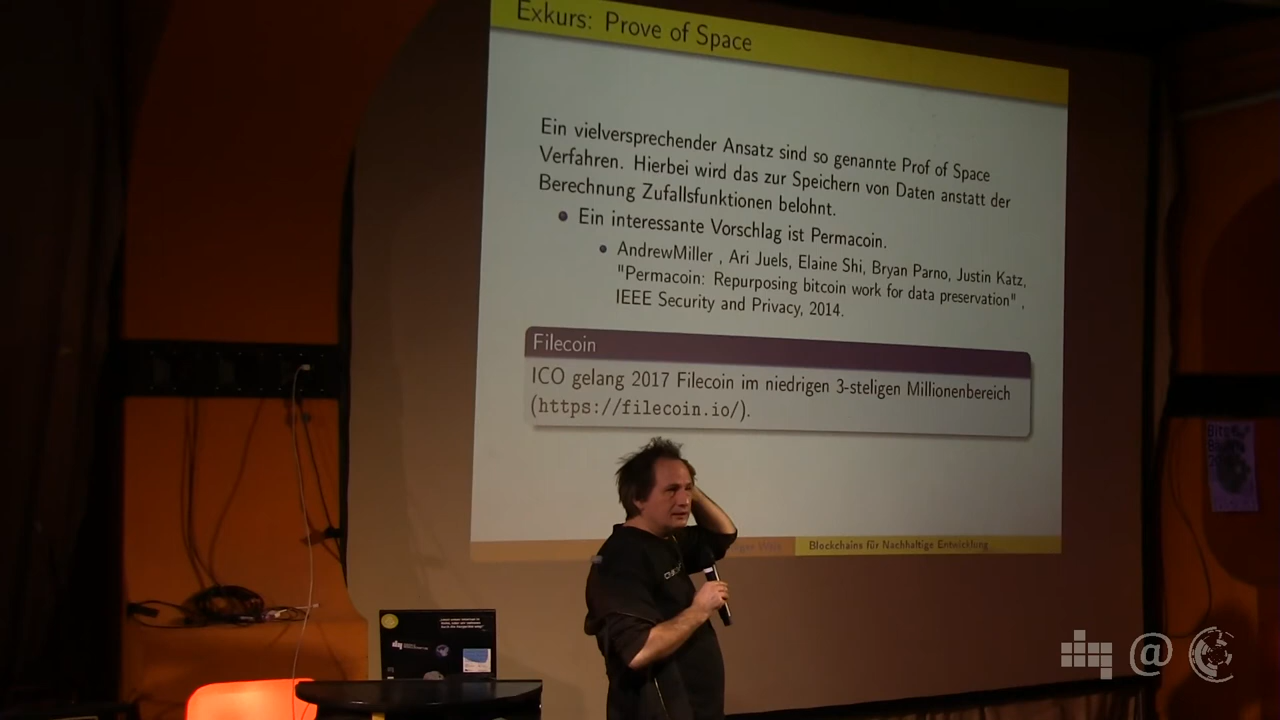 Exkurs: Prove of Space
Ein vielversprechender Ansatz sind so genannte Prof of Space
Verfahren. Hierbei wird das zur Speichern von Daten anstatt der
Berechnung Zufallsfunktionen belohnt.
Ein interessante Vorschlag ist Permacoin.
AndrewMiller , Ari Juels, Elaine Shi, Bryan Parno, Justin Katz,
"Permacoin: Repurposing bitcoin work for data preservation" ,
IEEE Security and Privacy, 2014.
Filecoin
ICO gelang 2017 Filecoin im niedrigen 3-steligen Millionenbereich
(https://filecoin.io/).
Blockchains für Nachhaltige Entwicklung